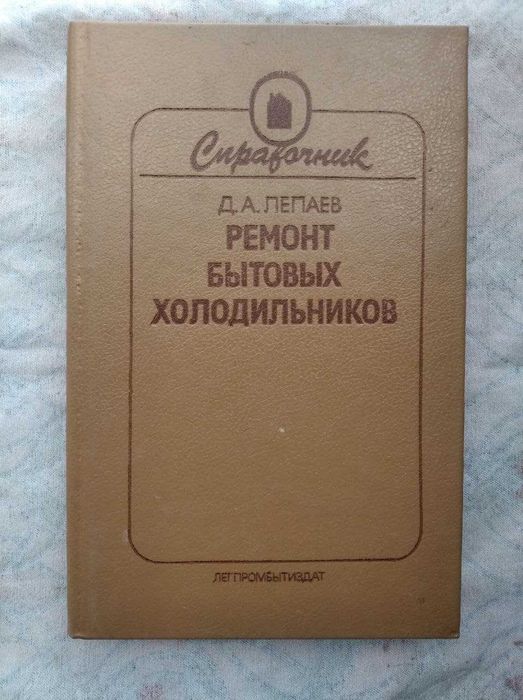 Справочник
Д.А.ЛЕПАЕВ
РЕМОНТ
БЫТОВЫХ
ХОЛОДИЛЬНИКОВ
ЛЕГПРОМБЫТИЗДАТ